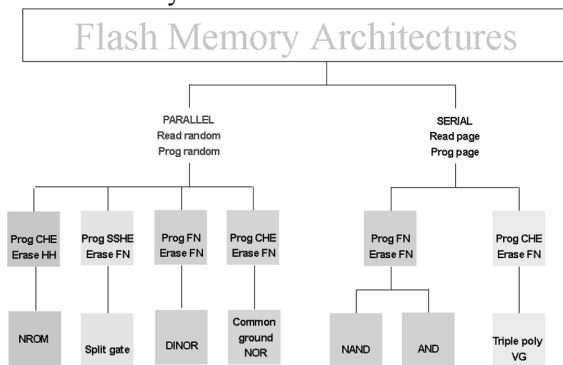 Flash Memory Architectures
PARALLEL
Read random
Prog random
SERIAL
Read page
Prog page
Prog CHE
Erase HH
Prog SSHE
Erase FN
Prog FN
Erase FN
Prog CHE
Erase FN
Prog FN
Erase FN
Prog CHE
Erase FN
NROM
Split gate
DINOR
Common
ground
NOR
NAND
AND
Triple poly
VG